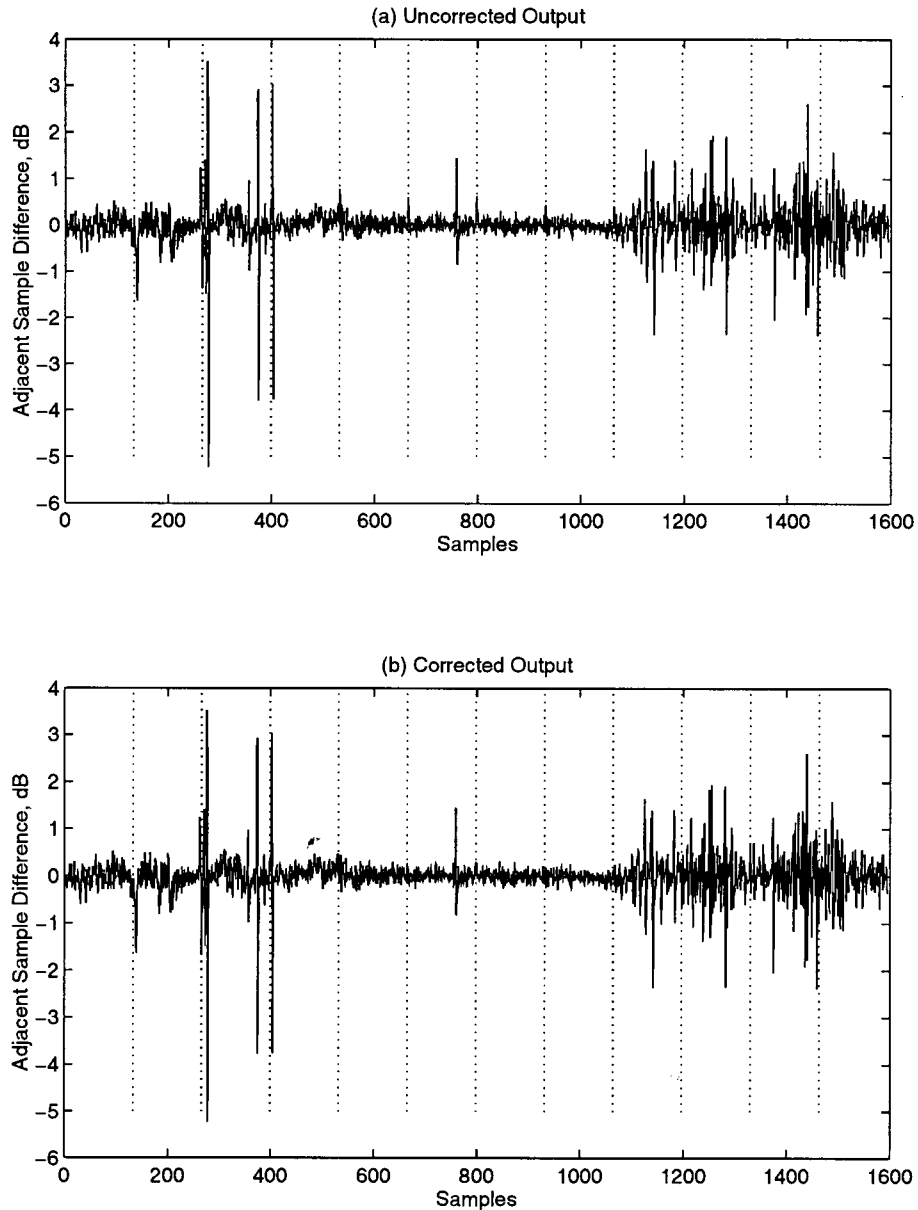 (a) Uncorrected Output
4
3
2
1
0
−1
−2
−3
−4
−5
−6
Adjacent Sample Difference, dB
0 200 400 600 800 1000 1200 1400 1600
Samples
(b) Corrected Output
4
3
2
1
0
−1
−2
−3
−4
−5
−6
Adjacent Sample Difference, dB
0 200 400 600 800 1000 1200 1400 1600
Samples